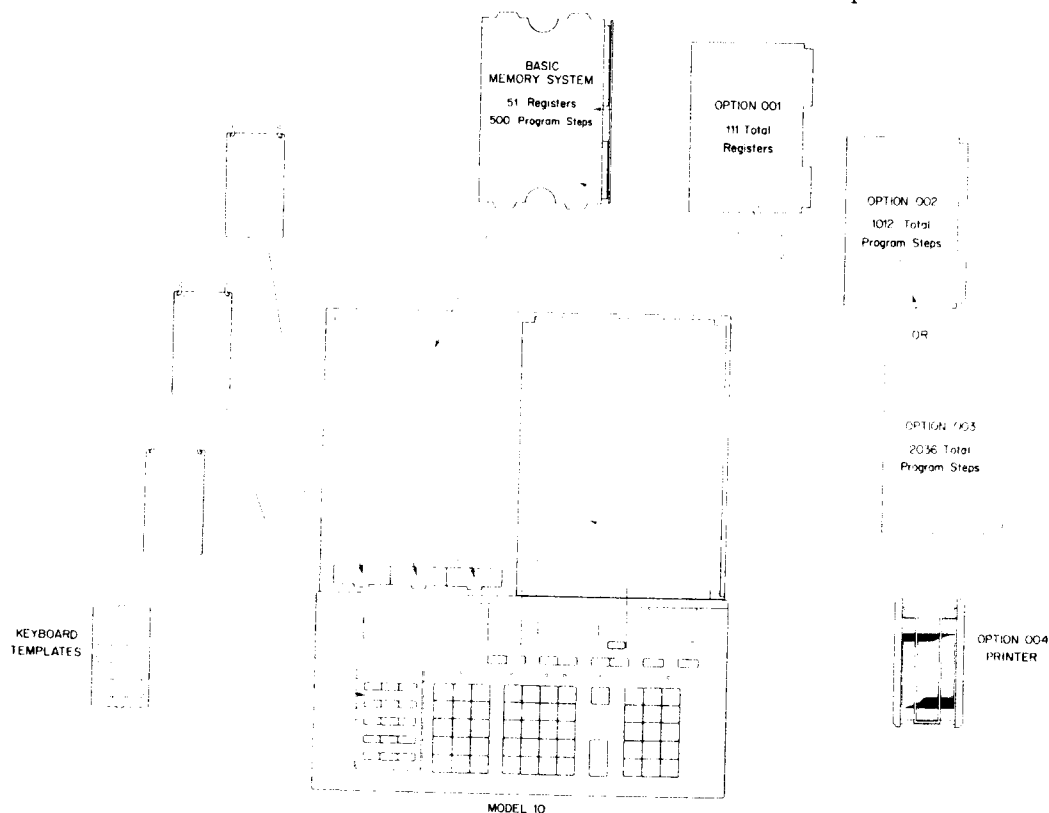 BASIC
MEMORY SYSTEM
51 Registers
500 Program Steps
OPTION 001
111 Total
Registers
OPTION 002
1012 Total
Program Steps
OR
OPTION 003
2036 Total
Program Steps
KEYBOARD
TEMPLATES
OPTION 004
PRINTER
MODEL 10